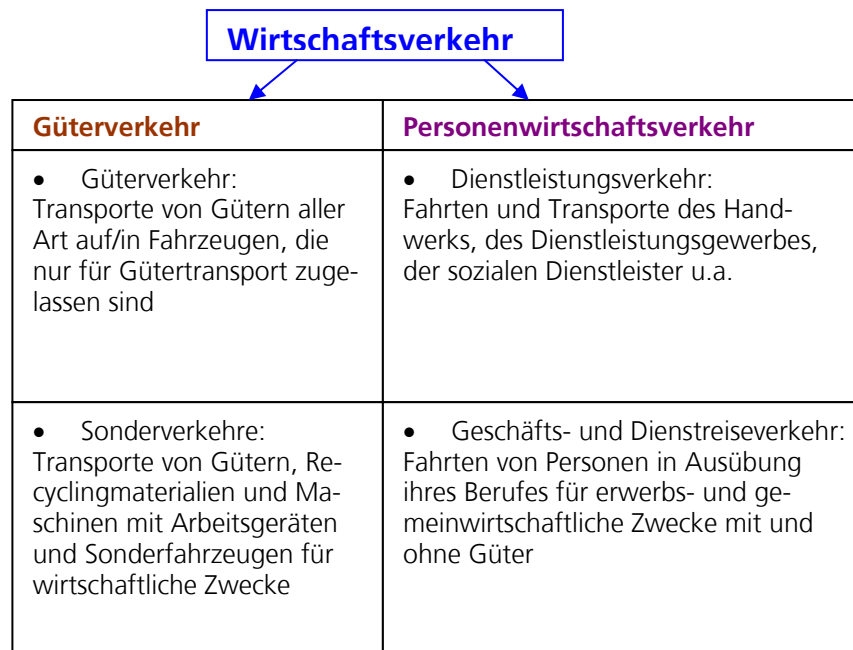 Wirtschaftsverkehr
Güterverkehr
Personenwirtschaftsverkehr
• Güterverkehr:
Transporte von Gütern aller
Art auf/in Fahrzeugen, die
nur für Gütertransport zuge-
lassen sind
• Dienstleistungsverkehr:
Fahrten und Transporte des Hand-
werks, des Dienstleistungsgewerbes,
der sozialen Dienstleister u.a.
• Sonderverkehre:
Transporte von Gütern, Re-
cyclingmaterialien und Ma-
schinen mit Arbeitsgeräten
und Sonderfahrzeugen für
wirtschaftliche Zwecke
• Geschäfts- und Dienstreiseverkehr:
Fahrten von Personen in Ausübung
ihres Berufes für erwerbs- und ge-
meinwirtschaftliche Zwecke mit und
ohne Güter